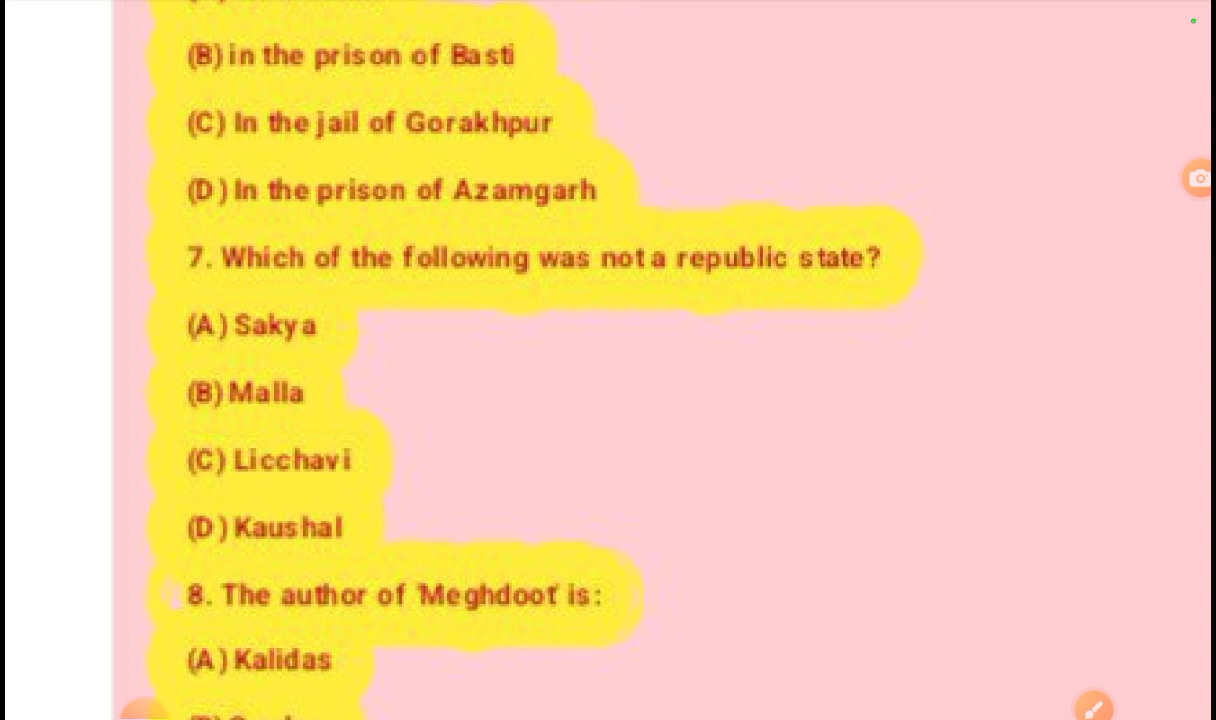 (B) in the prison of Basti
(C) In the jail of Gorakhpur
(D) In the prison of Azamgarh
7. Which of the following was not a republic state?
(A) Sakya
(B) Malla
(C) Licchavi
(D) Kaushal
8. The author of 'Meghdoot' is:
(A) Kalidas